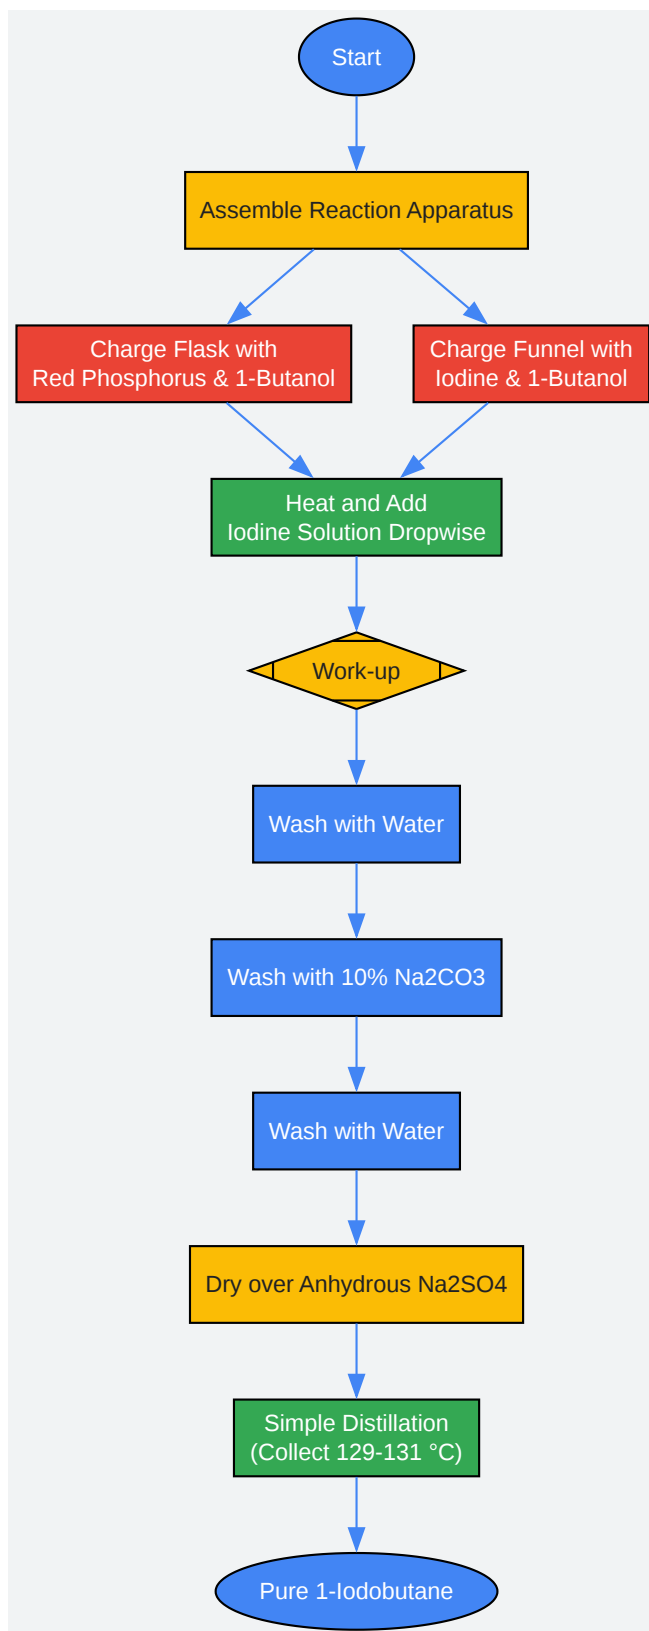 Start
Assemble Reaction Apparatus
Charge Flask with
Red Phosphorus & 1-Butanol
Charge Funnel with
Iodine & 1-Butanol
Heat and Add
Iodine Solution Dropwise
Work-up
Wash with Water
Wash with 10% Na2CO3
Wash with Water
Dry over Anhydrous Na2SO4
Simple Distillation
(Collect 129-131 °C)
Pure 1-Iodobutane